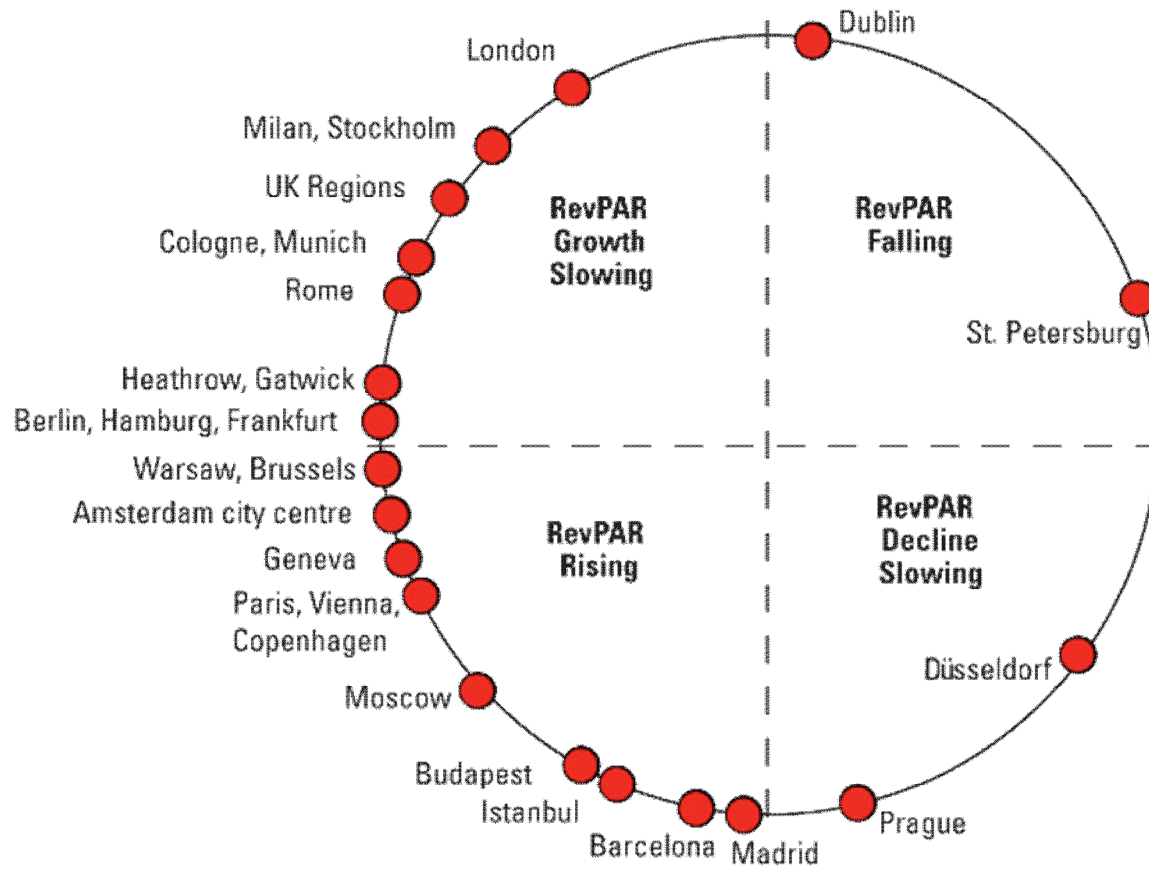 Dublin
London
Milan, Stockholm
UK Regions
RevPAR
Growth
Slowing
RevPAR
Falling
Cologne, Munich
Rome
St. Petersburg
Heathrow, Gatwick
Berlin, Hamburg, Frankfurt
Warsaw, Brussels
Amsterdam city centre
RevPAR
Rising
RevPAR
Decline
Slowing
Geneva
Paris, Vienna,
Copenhagen
Düsseldorf
Moscow
Budapest
Istanbul
Barcelona
Madrid
Prague